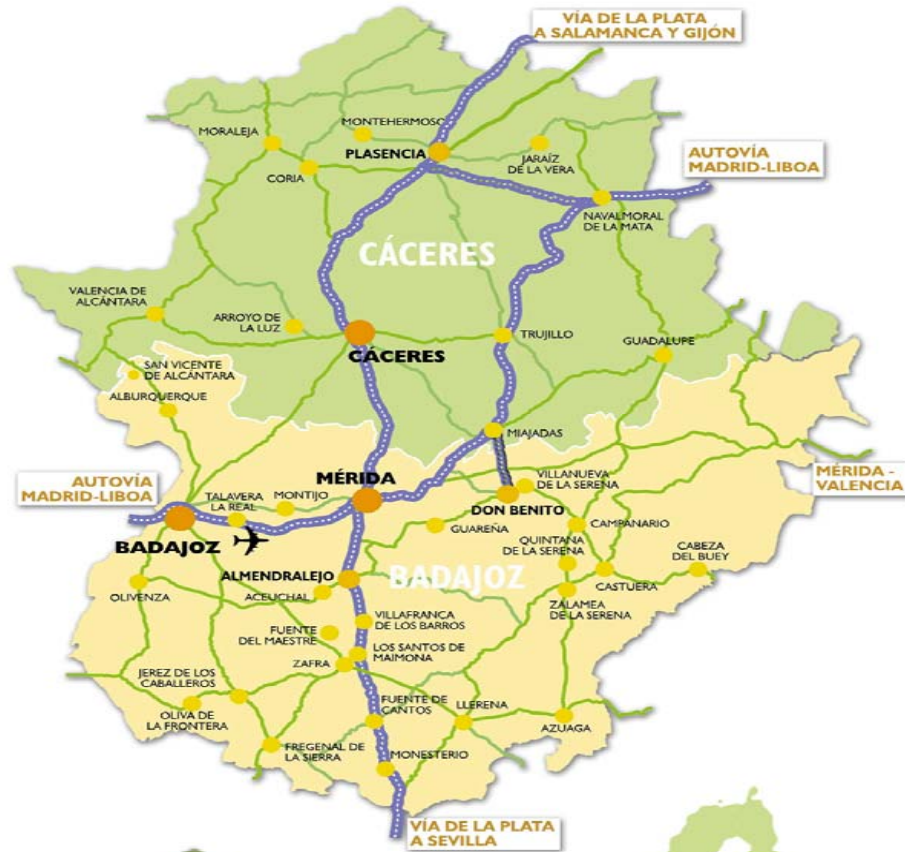 VÍA DE LA PLATA
A SALAMANCA Y GIJÓN
MONTEHERMOSO
MORALEJA
PLASENCIA
JARAÍZ
DE LA VERA
AUTOVÍA
MADRID-LIBOA
CORIA
NAVALMORAL
DE LA MATA
CÁCERES
VALENCIA DE
ALCÁNTARA
ARROYO DE
LA LUZ
TRUJILLO
GUADALUPE
CÁCERES
SAN VICENTE
DE ALCÁNTARA
ALBURQUERQUE
MIAJADAS
AUTOVÍA
MADRID-LIBOA
TALAVERA
LA REAL
MONTIJO
MÉRIDA
VILLANUEVA
DE LA SERENA
MÉRIDA -
VALENCIA
DON BENITO
BADAJOZ
GUAREÑA
CAMPANARIO
QUINTANA
DE LA SERENA
CABEZA
DEL BUEY
ALMENDRALEJO
BADAJOZ
OLIVENZA
ACEUCHAL
CASTUERA
ZALAMEA
DE LA SERENA
VILLAFRANCA
DE LOS BARROS
FUENTE
DEL MAESTRE
LOS SANTOS DE
MAIMONA
ZAFRA
JEREZ DE LOS
CABALLEROS
FUENTE DE
CANTOS
LLERENA
OLIVA DE
LA FRONTERA
AZUAGA
FREGENAL DE
LA SIERRA
MONESTERIO
VÍA DE LA PLATA
A SEVILLA